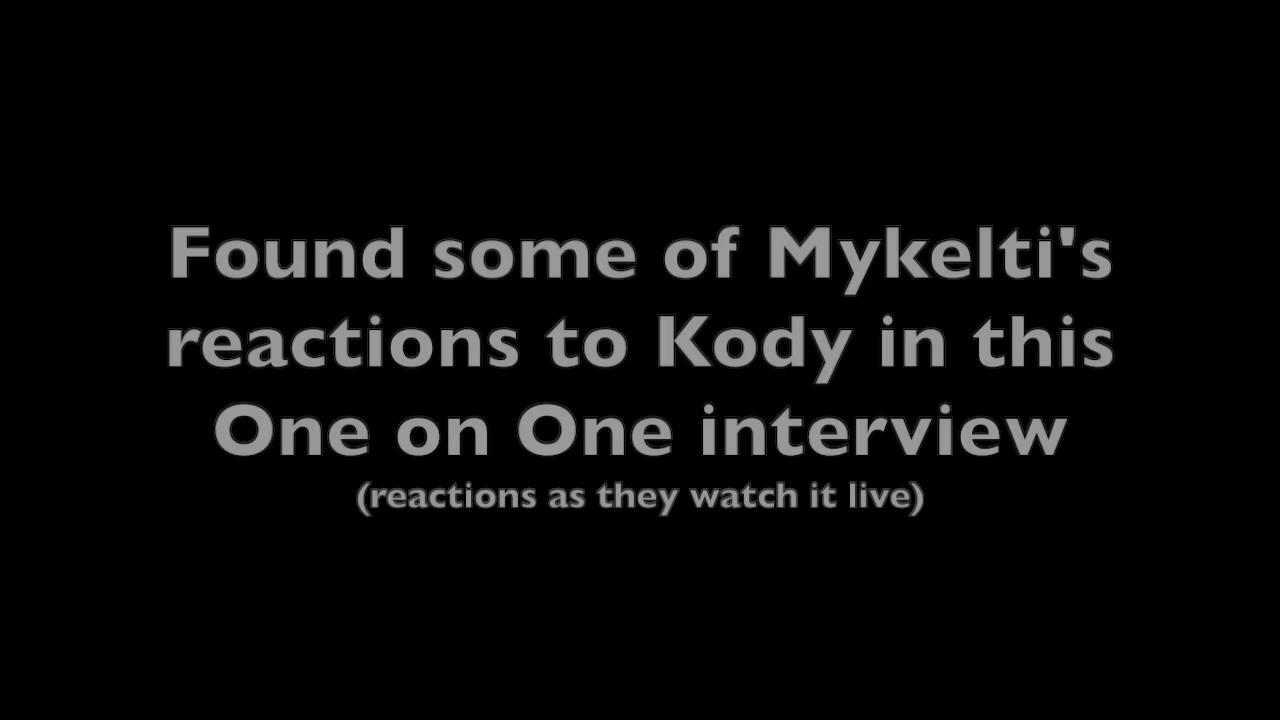 Found some of Mykelti's
reactions to Kody in this
One on One interview
(reactions as they watch it live)